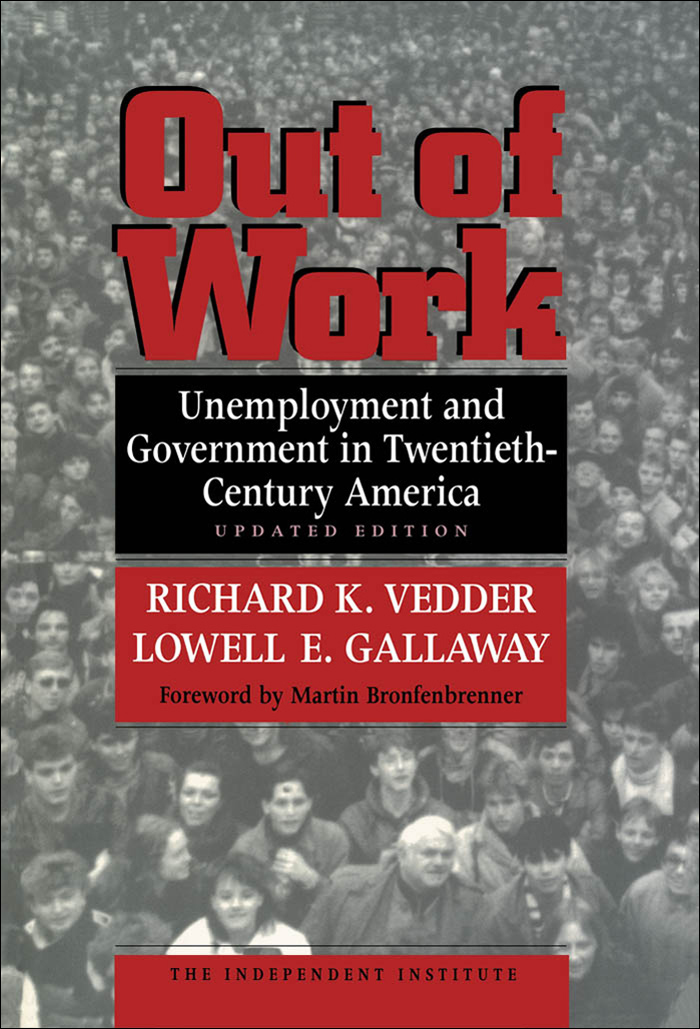 Out of
Work
Unemployment and
Government in Twentieth-
Century America
UPDATED EDITION
RICHARD K. VEDDER
LOWELL E. GALLAWAY
Foreword by Martin Bronfenbrenner
THE INDEPENDENT INSTITUTE